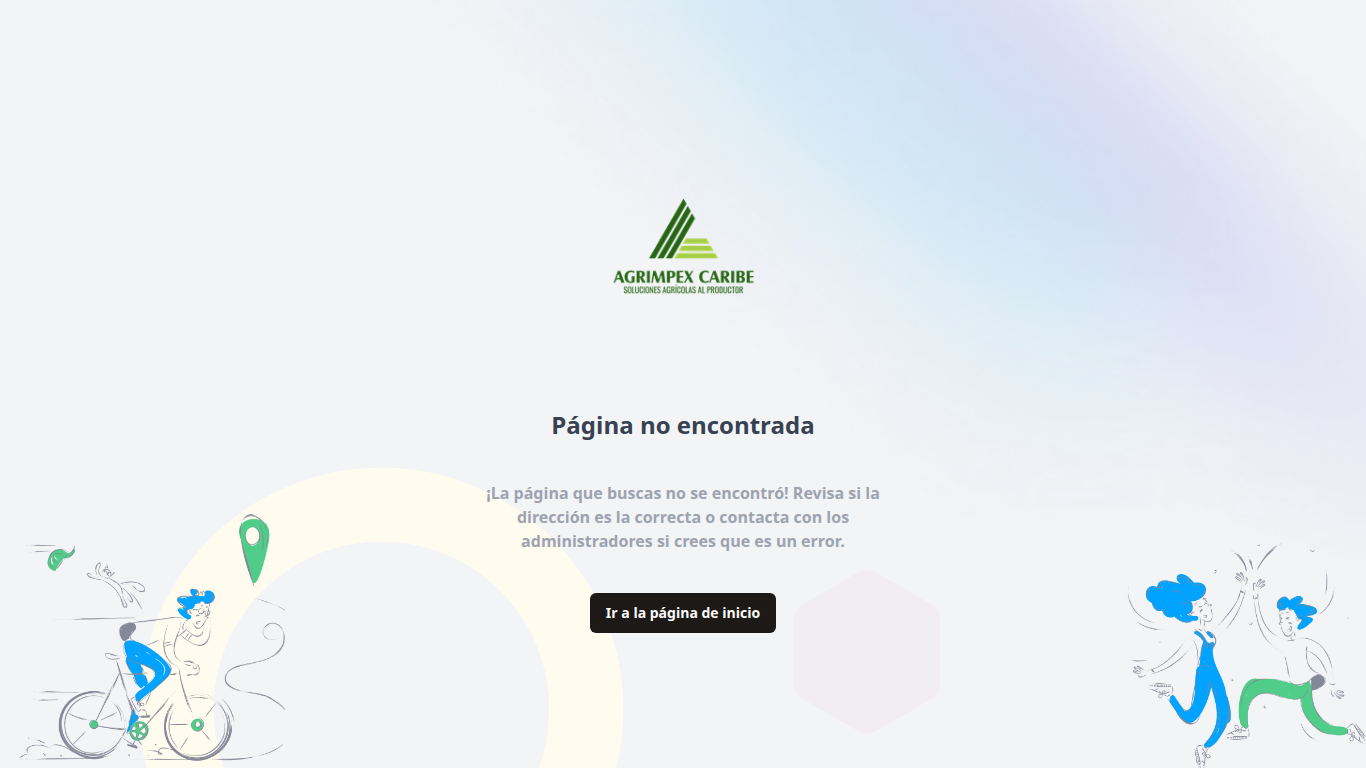 AGRIMPEX CARIBE
SOLUCIONES AGRÍCOLAS AL PRODUCTOR
Página no encontrada
¡La página que buscas no se encontró! Revisa si la
dirección es la correcta o contacta con los
administradores si crees que es un error.
Ir a la página de inicio